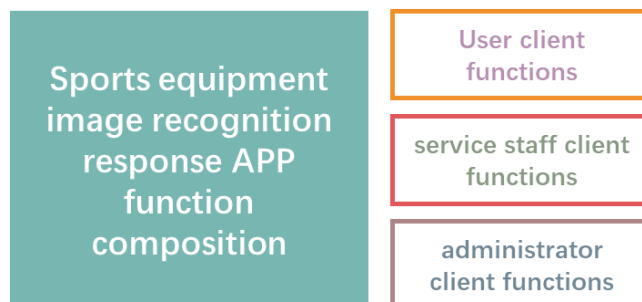 Sports equipment
image recognition
response APP
function
composition
User client
functions
service staff client
functions
administrator
client functions